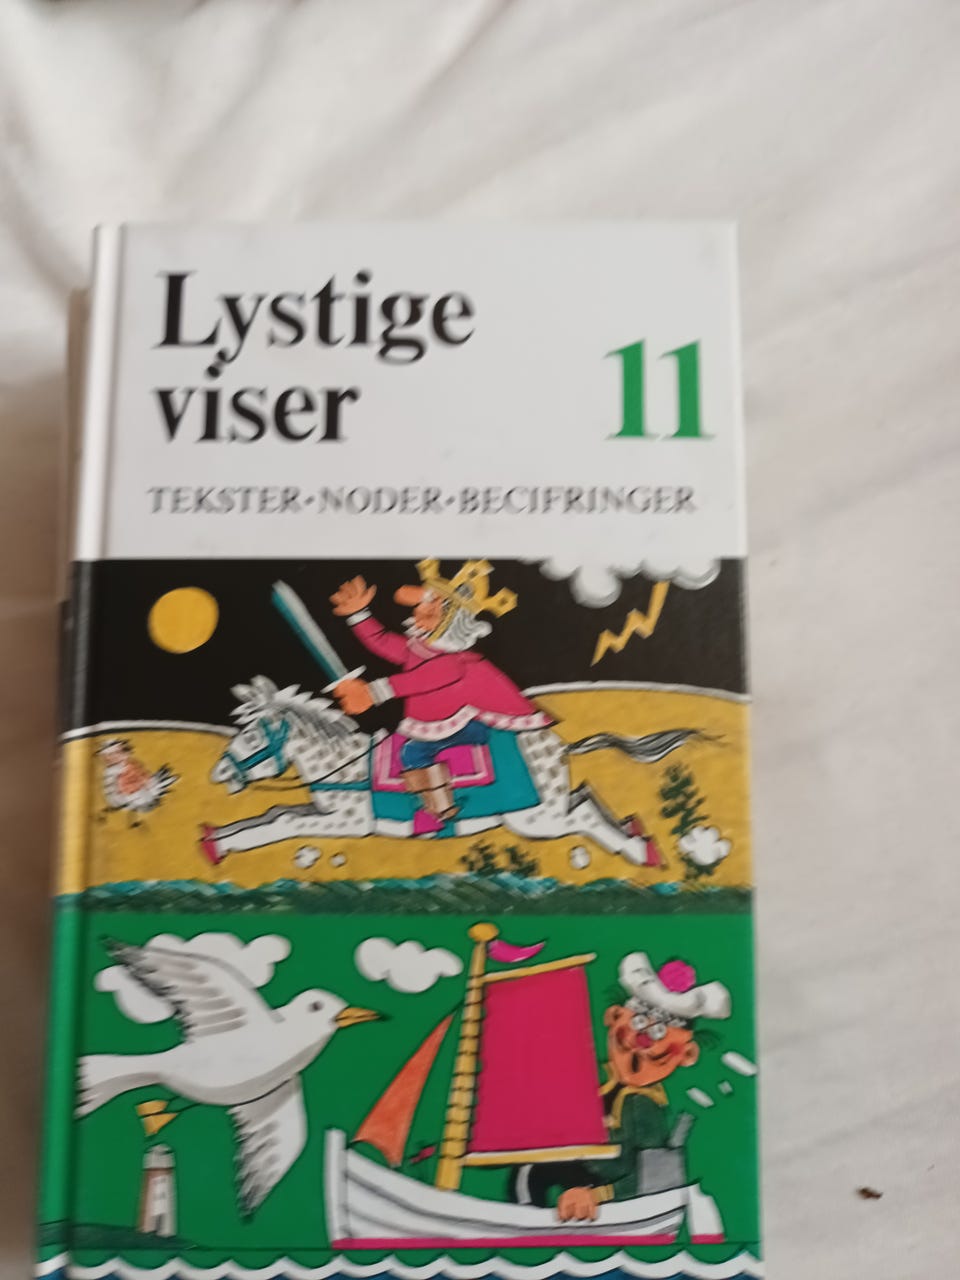 Lystige
viser
11
TEKSTER•NODER•BECIFRINGER